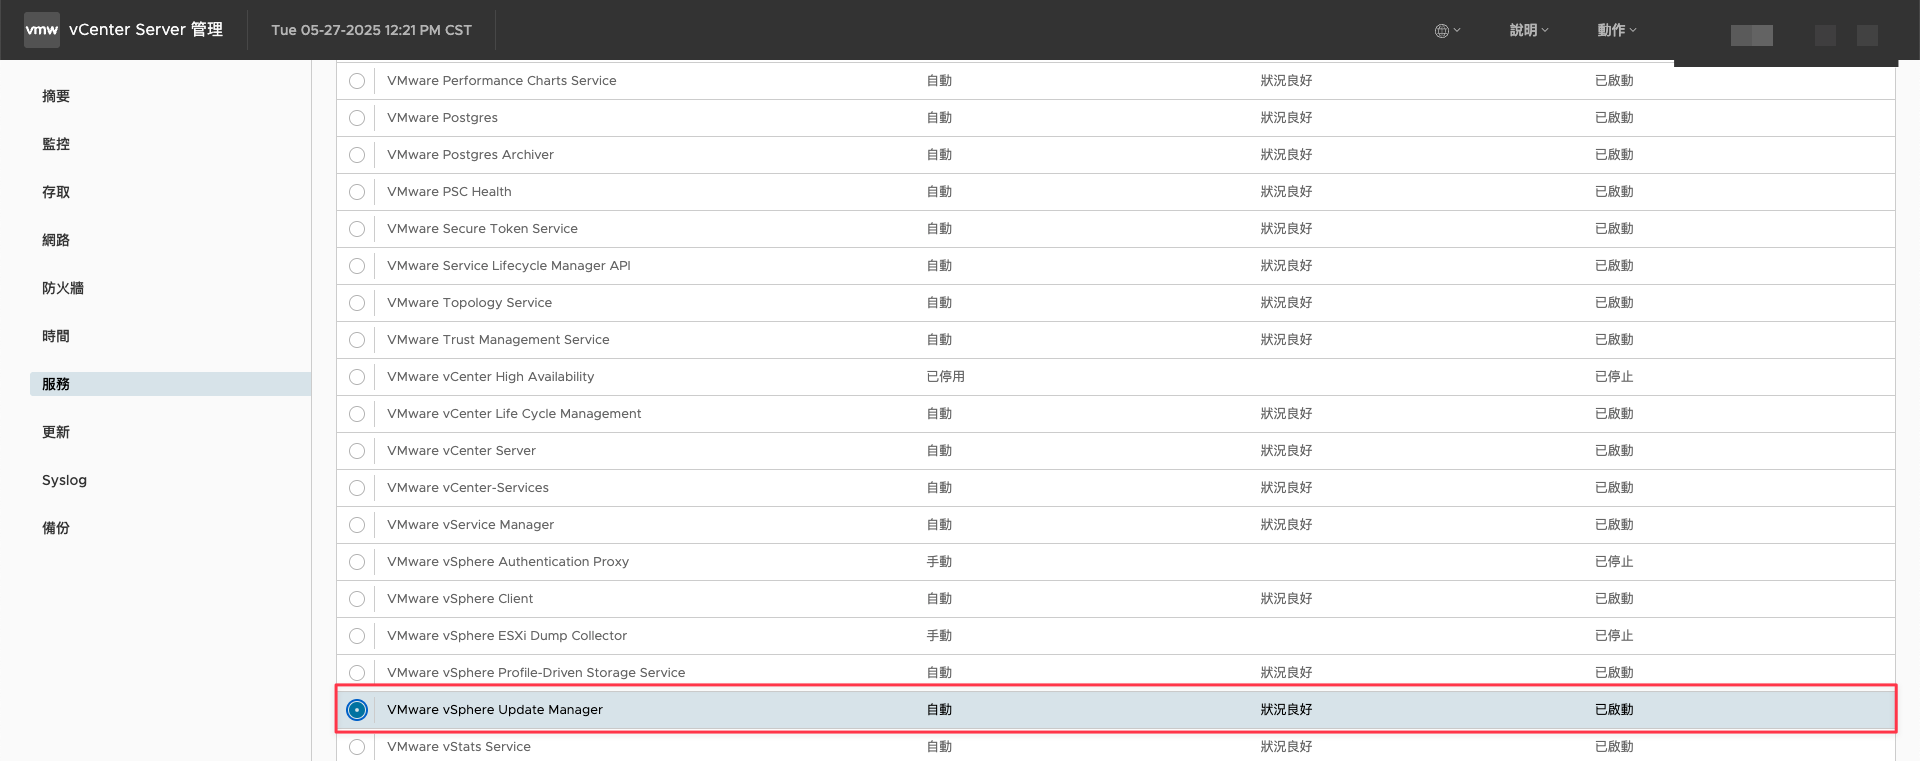 vmw vCenter Server 管理 Tue 05-27-2025 12:21 PM CST 說明 動作
摘要
監控
存取
網路
防火牆
時間
服務
更新
Syslog
備份
VMware Performance Charts Service 自動 狀況良好 已啟動
VMware Postgres 自動 狀況良好 已啟動
VMware Postgres Archiver 自動 狀況良好 已啟動
VMware PSC Health 自動 狀況良好 已啟動
VMware Secure Token Service 自動 狀況良好 已啟動
VMware Service Lifecycle Manager API 自動 狀況良好 已啟動
VMware Topology Service 自動 狀況良好 已啟動
VMware Trust Management Service 自動 狀況良好 已啟動
VMware vCenter High Availability 已停用 已停止
VMware vCenter Life Cycle Management 自動 狀況良好 已啟動
VMware vCenter Server 自動 狀況良好 已啟動
VMware vCenter-Services 自動 狀況良好 已啟動
VMware vService Manager 自動 狀況良好 已啟動
VMware vSphere Authentication Proxy 手動 已停止
VMware vSphere Client 自動 狀況良好 已啟動
VMware vSphere ESXi Dump Collector 手動 已停止
VMware vSphere Profile-Driven Storage Service 自動 狀況良好 已啟動
VMware vSphere Update Manager 自動 狀況良好 已啟動
VMware vStats Service 自動 狀況良好 已啟動